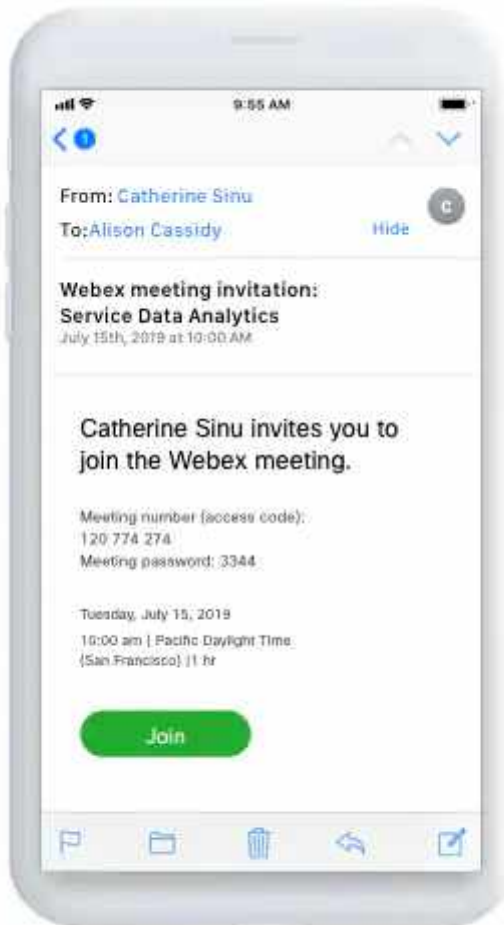 9:55 AM
1
From: Catherine Sinu
C
To:Alison Cassidy Hide
Webex meeting invitation:
Service Data Analytics
July 15th, 2019 at 10:00 AM
Catherine Sinu invites you to
join the Webex meeting.
Meeting number (access code):
120 774 274
Meeting password: 3344
Tuesday, July 15, 2019
10:00 am | Pacific Daylight Time
(San Francisco) |1 hr
Join